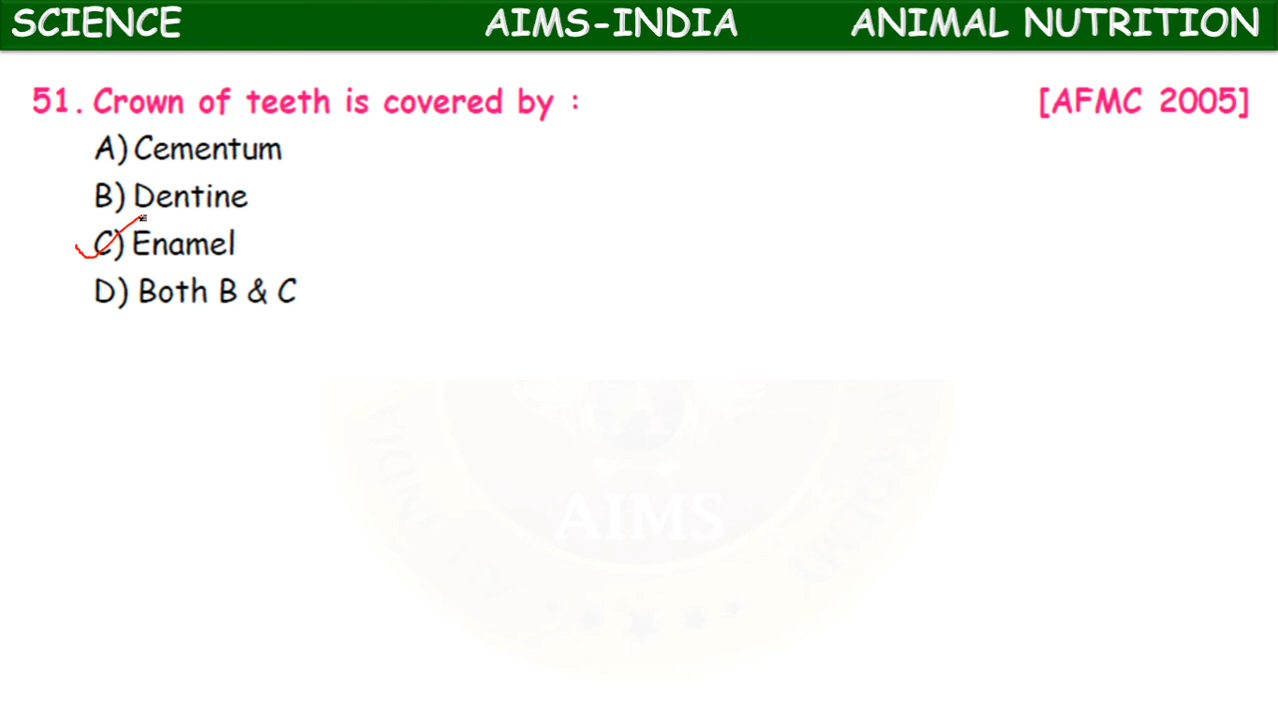 SCIENCE AIMS-INDIA ANIMAL NUTRITION
51. Crown of teeth is covered by : [AFMC 2005]
A) Cementum
B) Dentine
C) Enamel
D) Both B & C
AIMS